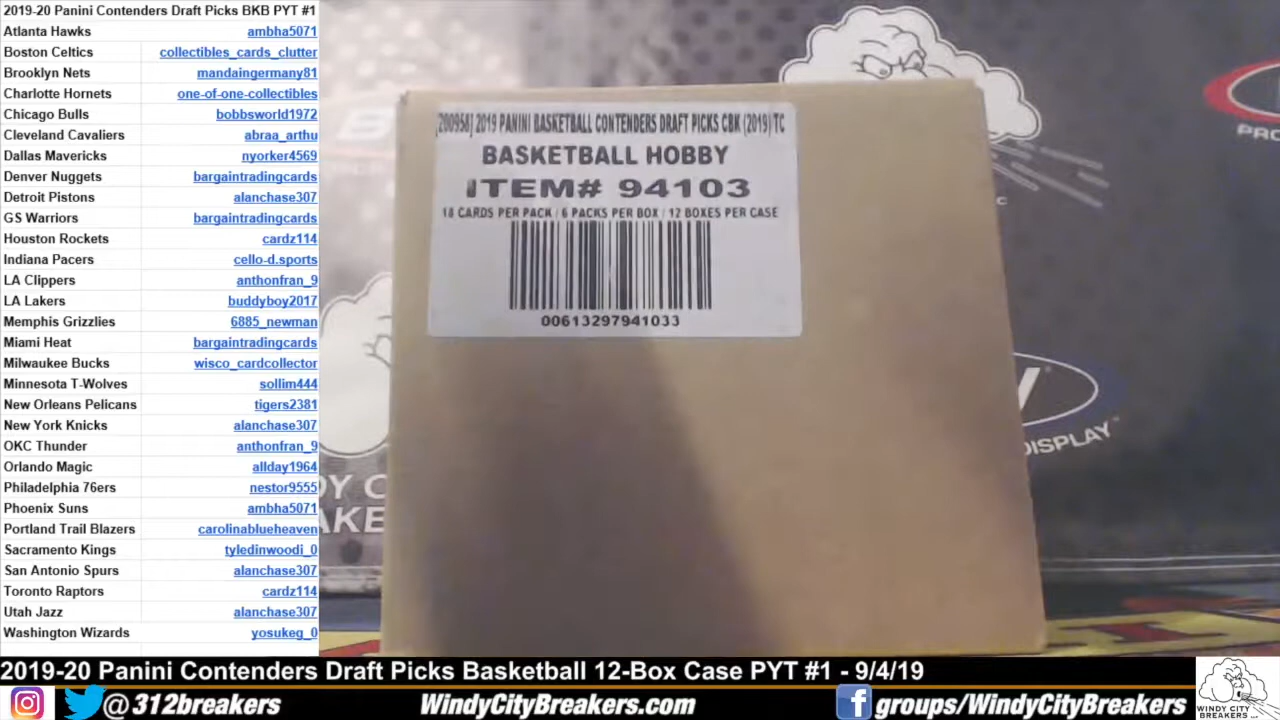 2019-20 Panini Contenders Draft Picks BKB PYT #1
Atlanta Hawks ambha5071
Boston Celtics collectibles_cards_clutter
Brooklyn Nets mandaingermany81
Charlotte Hornets one-of-one-collectibles
Chicago Bulls bobbsworld1972
Cleveland Cavaliers abraa_arthu
Dallas Mavericks nyorker4569
Denver Nuggets bargaintradingcards
Detroit Pistons alanchase307
GS Warriors bargaintradingcards
Houston Rockets cardz114
Indiana Pacers cello-d.sports
LA Clippers anthonfran_9
LA Lakers buddyboy2017
Memphis Grizzlies 6885_newman
Miami Heat bargaintradingcards
Milwaukee Bucks wisco_cardcollector
Minnesota T-Wolves sollim444
New Orleans Pelicans tigers2381
New York Knicks alanchase307
OKC Thunder anthonfran_9
Orlando Magic allday1964
Philadelphia 76ers nestor9555
Phoenix Suns ambha5071
Portland Trail Blazers carolinablueheaven
Sacramento Kings tyledinwoodi_0
San Antonio Spurs alanchase307
Toronto Raptors cardz114
Utah Jazz alanchase307
Washington Wizards yosukeg_0
[200958] 2019 PANINI BASKETBALL CONTENDERS DRAFT PICKS CBK (2019) TC
BASKETBALL HOBBY
ITEM# 94103
18 CARDS PER PACK / 6 PACKS PER BOX / 12 BOXES PER CASE
00613297941033
PRO
DISPLAY™
DY C
AKE
2019-20 Panini Contenders Draft Picks Basketball 12-Box Case PYT #1 - 9/4/19
@312breakers WindyCityBreakers.com groups/WindyCityBreakers
WINDY CITY
BREAKERS